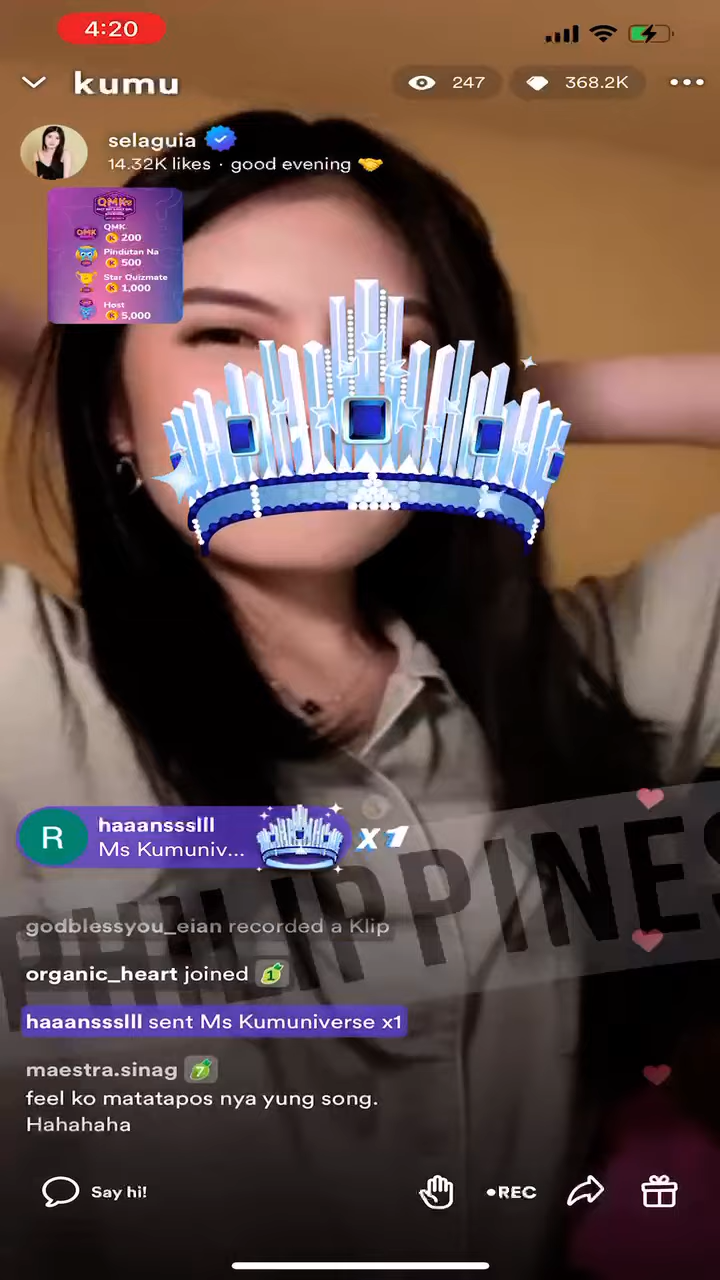 4:20
kumu
247
368.2K
selaguia
14.32K likes · good evening 🤝
QMK
200
Pindutan Na
500
Star Quizmate
1,000
Host
5,000
R
haaanssslll
Ms Kumuniv...
x1
PHILIPPINES
godblessyou_eian recorded a Klip
organic_heart joined 1
haaanssslll sent Ms Kumuniverse x1
maestra.sinag 7
feel ko matatapos nya yung song.
Hahahaha
Say hi!
•REC